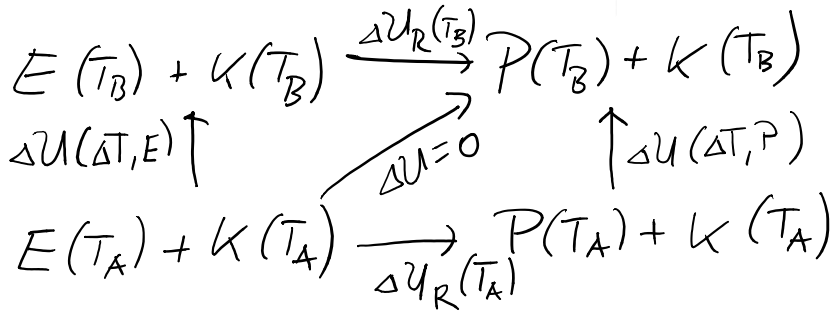 ΔU_R(T_B)
E(T_B) + K(T_B) → P(T_B) + K(T_B)
ΔU(ΔT,E) ↑ ΔU=0 ↑ ΔU(ΔT,P)
E(T_A) + K(T_A) → P(T_A) + K(T_A)
ΔU_R(T_A)